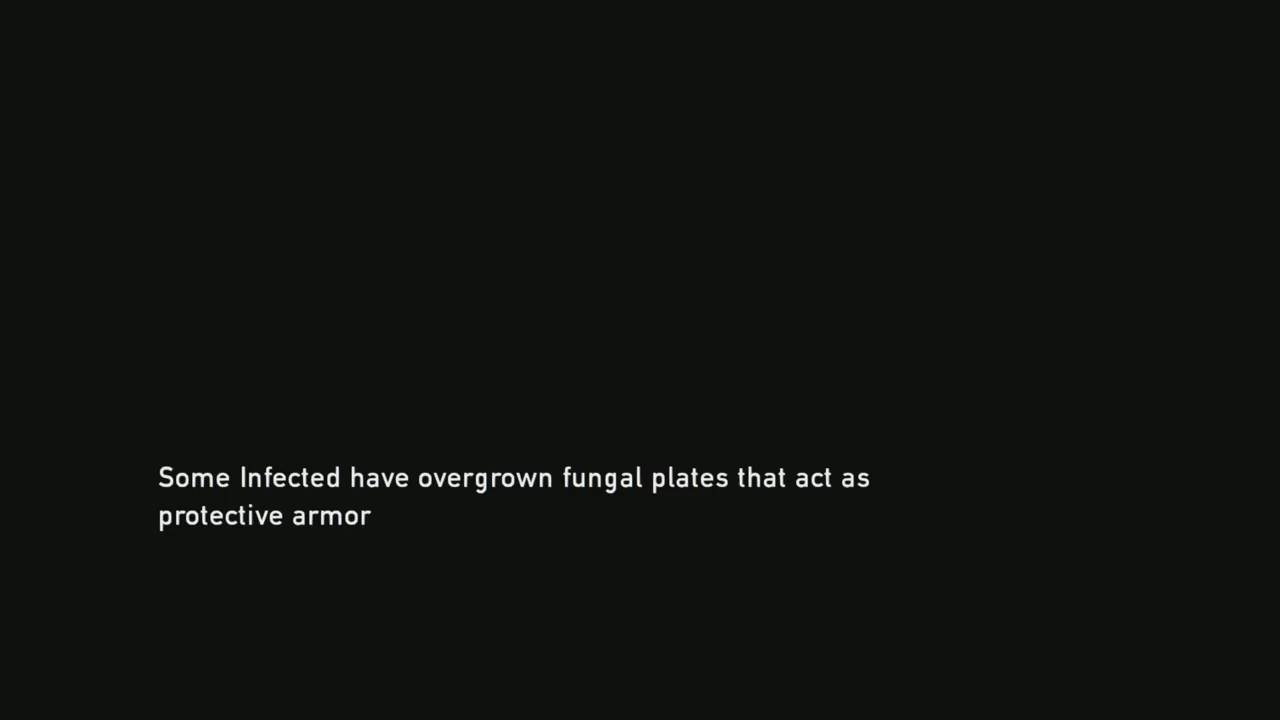 Some Infected have overgrown fungal plates that act as
protective armor